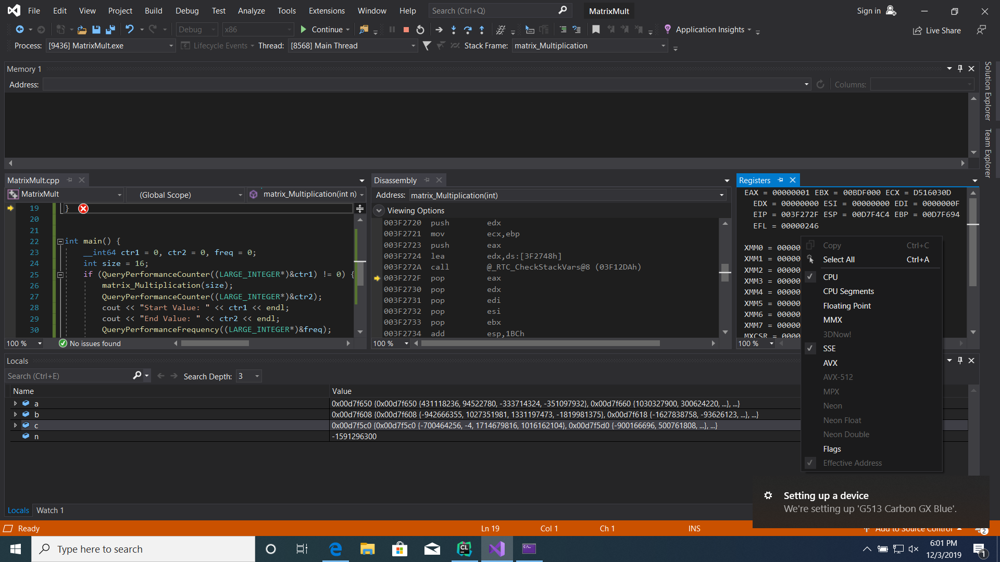 File Edit View Project Build Debug Test Analyze Tools Extensions Window Help Search (Ctrl+Q) MatrixMult Sign in
Debug x86 Continue Application Insights Live Share
Process: [9436] MatrixMult.exe Lifecycle Events Thread: [8568] Main Thread Stack Frame: matrix_Multiplication
Memory 1
Address: Columns:
Solution Explorer
Team Explorer
MatrixMult.cpp
MatrixMult (Global Scope) matrix_Multiplication(int n)
19 }
20
21
22 int main() {
23 __int64 ctr1 = 0, ctr2 = 0, freq = 0;
24 int size = 16;
25 if (QueryPerformanceCounter((LARGE_INTEGER*)&ctr1) != 0) {
26 matrix_Multiplication(size);
27 QueryPerformanceCounter((LARGE_INTEGER*)&ctr2);
28 cout << "Start Value: " << ctr1 << endl;
29 cout << "End Value: " << ctr2 << endl;
30 QueryPerformanceFrequency((LARGE_INTEGER*)&freq);
100 % No issues found
Disassembly
Address: matrix_Multiplication(int)
Viewing Options
003F2720 push edx
003F2721 mov ecx,ebp
003F2723 push eax
003F2724 lea edx,ds:[3F2748h]
003F272A call @_RTC_CheckStackVars@8 (03F12DAh)
003F272F pop eax
003F2730 pop edx
003F2731 pop edi
003F2732 pop esi
003F2733 pop ebx
003F2734 add esp,1BCh
100 %
Registers
EAX = 00000001 EBX = 00BDF000 ECX = D516030D
EDX = 00000000 ESI = 00000000 EDI = 0000000F
EIP = 003F272F ESP = 00D7F4C4 EBP = 00D7F694
EFL = 00000246
XMM0 = 00000
XMM1 = 00000
XMM2 = 00000
XMM3 = 00000
XMM4 = 00000
XMM5 = 00000
XMM6 = 00000
XMM7 = 00000
MXCSR = 0000
100 %
Copy Ctrl+C
Select All Ctrl+A
CPU
CPU Segments
Floating Point
MMX
3DNow!
SSE
AVX
AVX-512
MPX
Neon
Neon Float
Neon Double
Flags
Effective Address
Locals
Search (Ctrl+E) Search Depth: 3
Name Value
a 0x00d7f650 {0x00d7f650 {431118236, 94522780, -333714324, -351097932}, 0x00d7f660 {1030327900, 300624220, ...}, ...}
b 0x00d7f608 {0x00d7f608 {-942666355, 1027351981, 1331197473, -1819981375}, 0x00d7f618 {-1627838758, -93626123, ...}, ...}
c 0x00d7f5c0 {0x00d7f5c0 {-700464256, -4, 1714679816, 1016162104}, 0x00d7f5d0 {-900166696, 500761808, ...}, ...}
n -1591296300
Locals Watch 1
Setting up a device
We're setting up 'G513 Carbon GX Blue'.
Ready Ln 19 Col 1 Ch 1 INS Add to Source Control 2
Type here to search
CL
C:\.
6:01 PM
12/3/2019
1